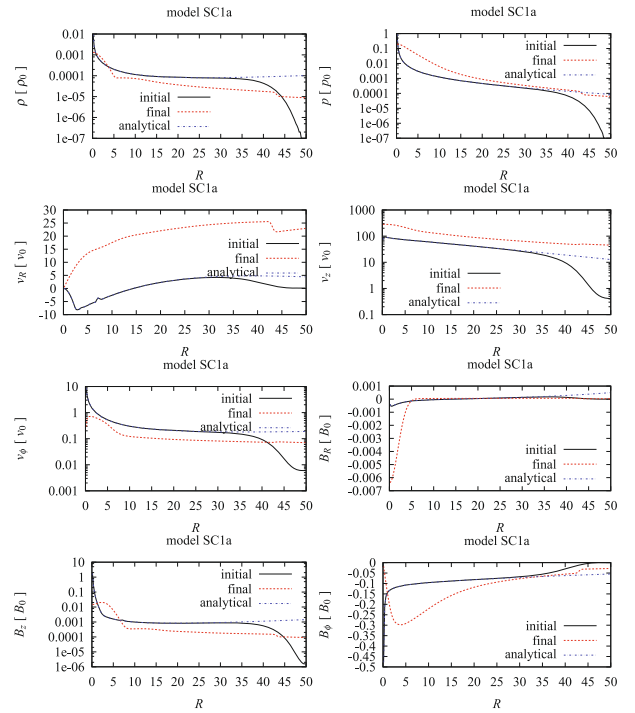 model SC1a
model SC1a
0.01
0.001
0.0001
1e-05
1e-06
1e-07
ρ [ ρ0 ]
initial
final
analytical
0 5 10 15 20 25 30 35 40 45 50
R
1
0.1
0.01
0.001
0.0001
1e-05
1e-06
1e-07
p [ p0 ]
initial
final
analytical
0 5 10 15 20 25 30 35 40 45 50
R
model SC1a
model SC1a
30
25
20
15
10
5
0
-5
-10
vR [ v0 ]
initial
final
analytical
0 5 10 15 20 25 30 35 40 45 50
R
1000
100
10
1
0.1
vz [ v0 ]
initial
final
analytical
0 5 10 15 20 25 30 35 40 45 50
R
model SC1a
model SC1a
10
1
0.1
0.01
0.001
vϕ [ v0 ]
initial
final
analytical
0 5 10 15 20 25 30 35 40 45 50
R
0.001
0
-0.001
-0.002
-0.003
-0.004
-0.005
-0.006
-0.007
BR [ B0 ]
initial
final
analytical
0 5 10 15 20 25 30 35 40 45 50
R
model SC1a
model SC1a
10
1
0.1
0.01
0.001
0.0001
1e-05
1e-06
Bz [ B0 ]
initial
final
analytical
0 5 10 15 20 25 30 35 40 45 50
R
0
-0.05
-0.1
-0.15
-0.2
-0.25
-0.3
-0.35
-0.4
-0.45
-0.5
Bϕ [ B0 ]
initial
final
analytical
0 5 10 15 20 25 30 35 40 45 50
R